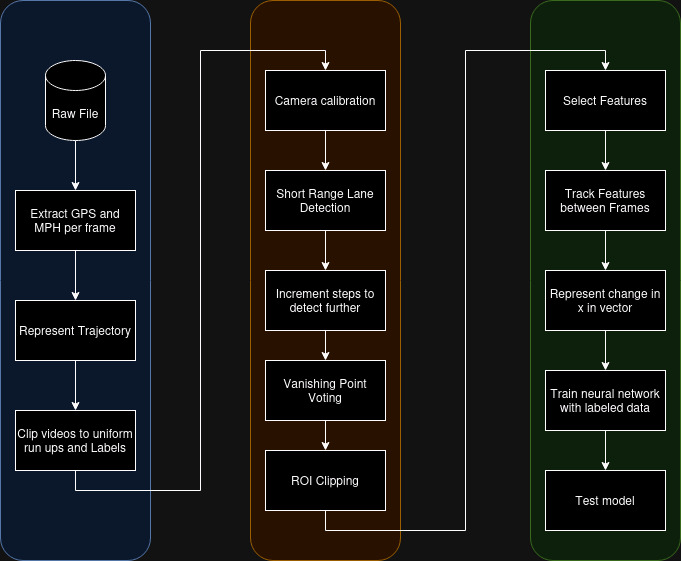 Raw File
Extract GPS and
MPH per frame
Represent Trajectory
Clip videos to uniform
run ups and Labels
Camera calibration
Short Range Lane
Detection
Increment steps to
detect further
Vanishing Point
Voting
ROI Clipping
Select Features
Track Features
between Frames
Represent change in
x in vector
Train neural network
with labeled data
Test model